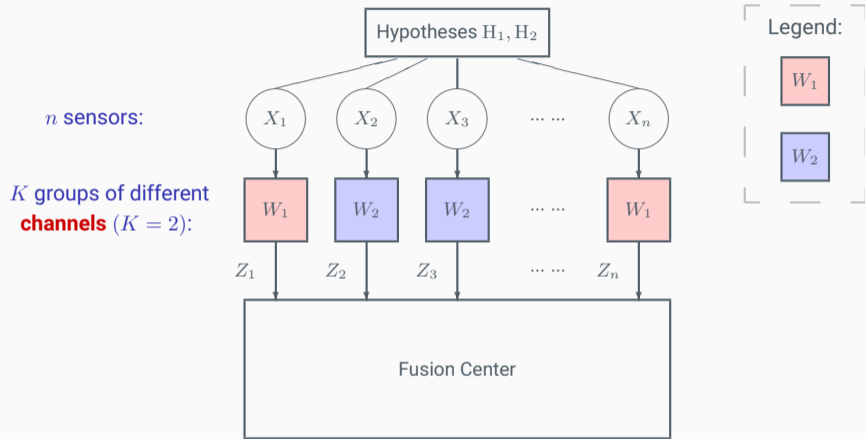 Hypotheses H₁, H₂
Legend:
W₁
n sensors:
X₁ X₂ X₃ ... ... Xₙ
W₂
K groups of different
channels (K = 2):
W₁ W₂ W₂ ... ... W₁
Z₁ Z₂ Z₃ ... ... Zₙ
Fusion Center